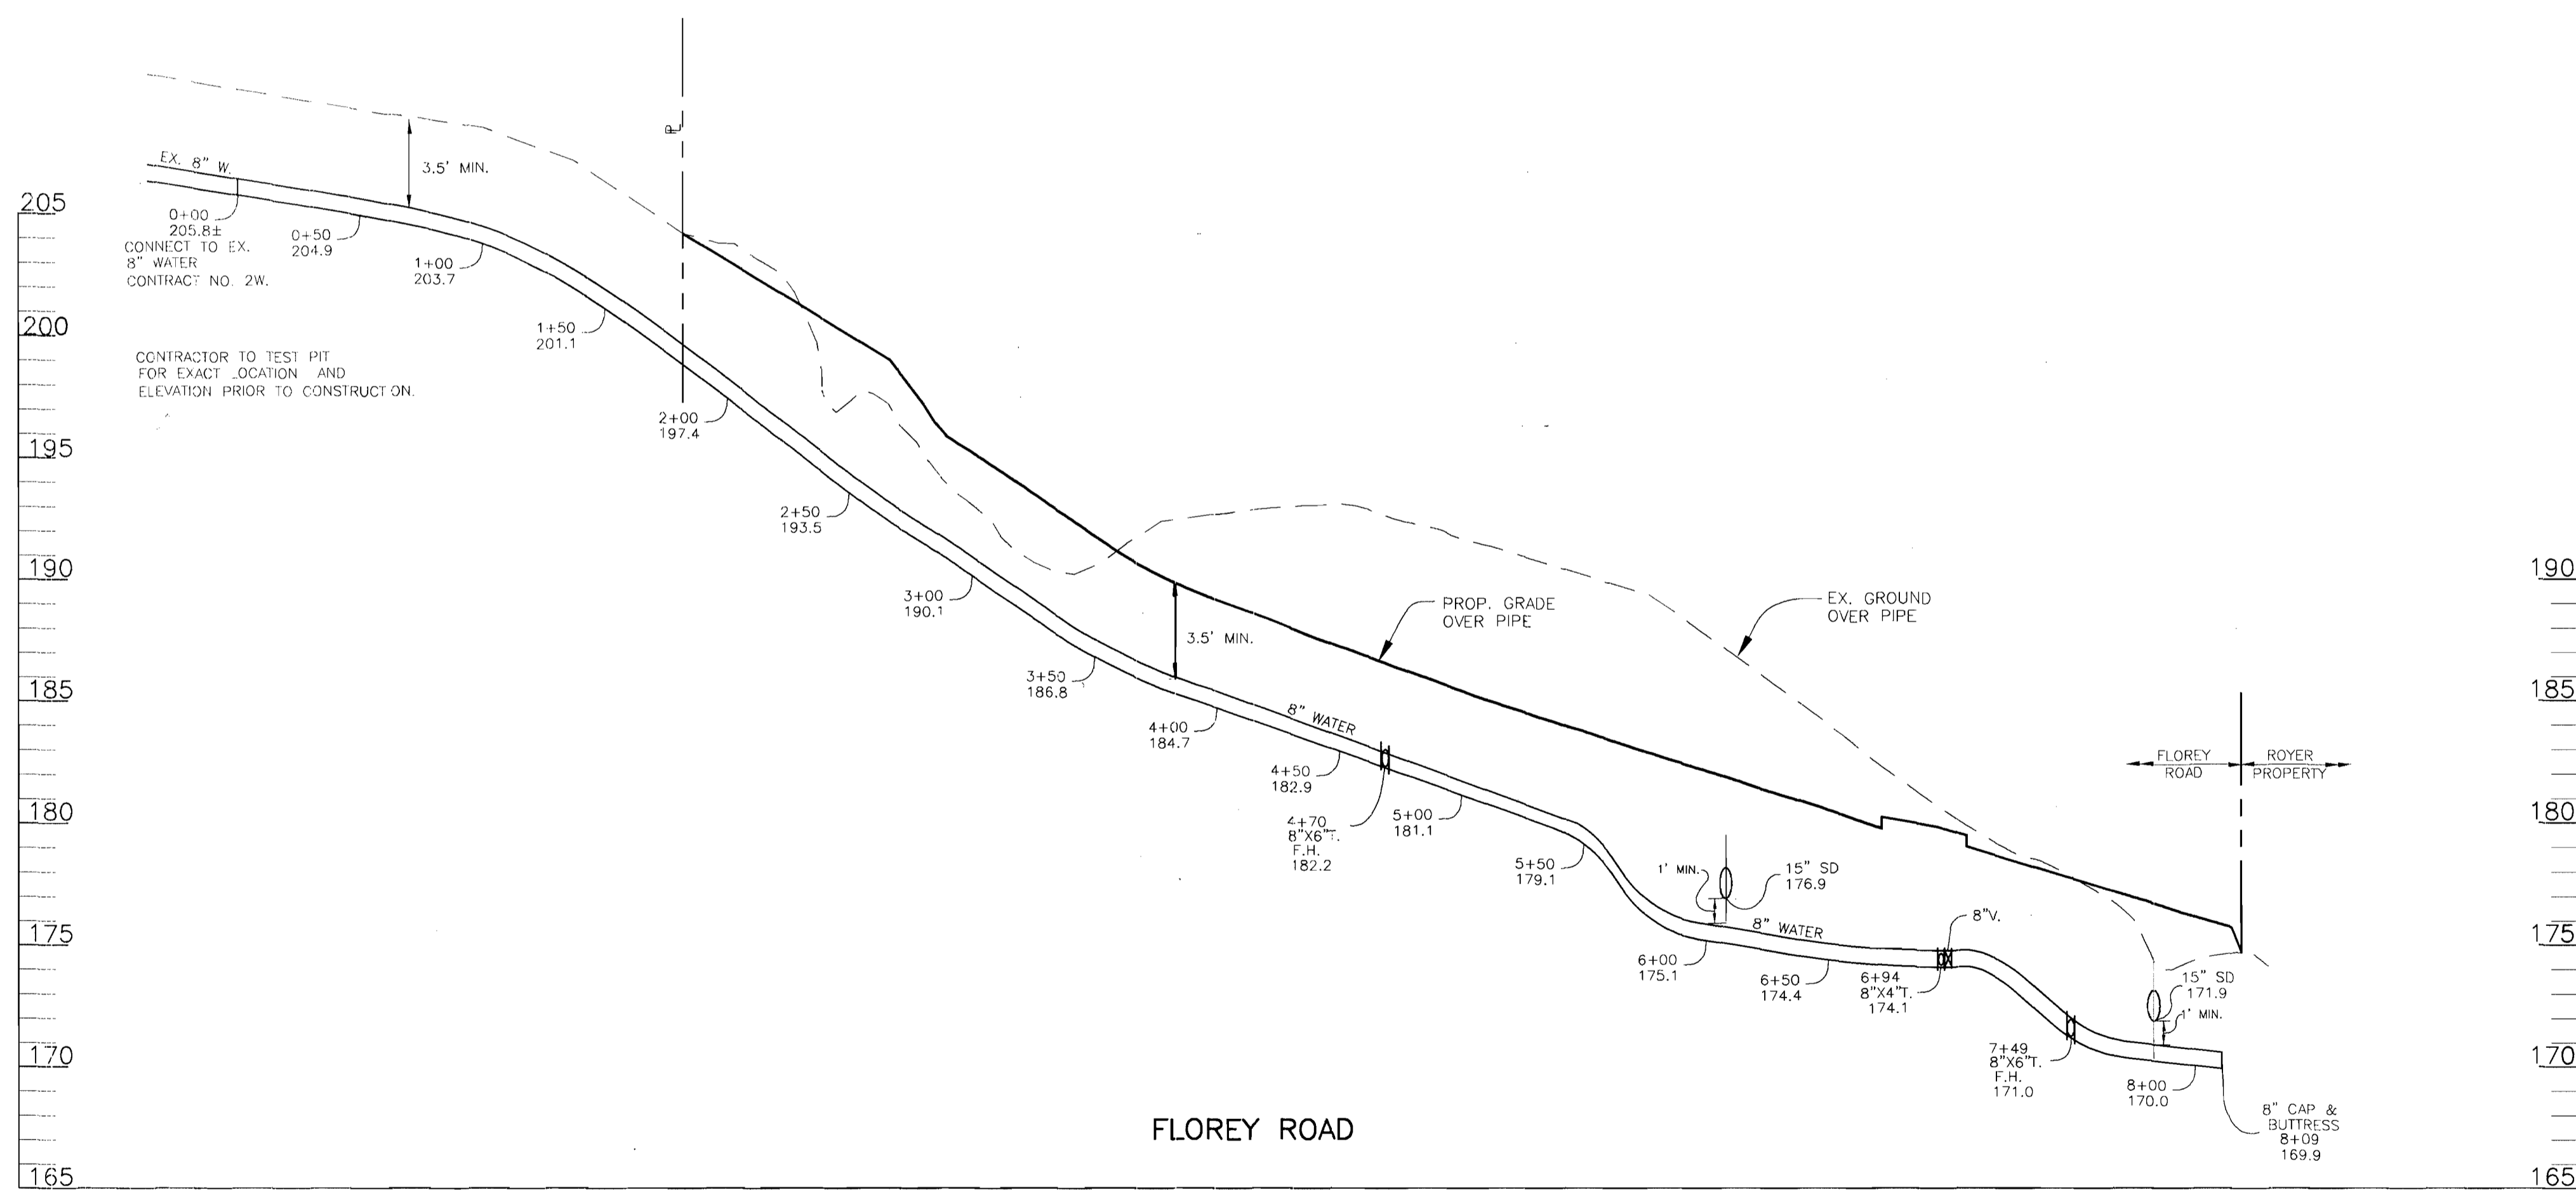 205
200
195
190
185
180
175
170
165
EX. 8" W.
3.5' MIN.
0+00
205.8±
CONNECT TO EX.
8" WATER
CONTRACT NO. 2W.
CONTRACTOR TO TEST PIT
FOR EXACT LOCATION AND
ELEVATION PRIOR TO CONSTRUCTION.
0+50
204.9
1+00
203.7
1+50
201.1
PL
2+00
197.4
2+50
193.5
3+00
190.1
3+50
186.8
3.5' MIN.
4+00
184.7
8" WATER
4+50
182.9
4+70
8"X6"T.
F.H.
182.2
PROP. GRADE
OVER PIPE
5+00
181.1
5+50
179.1
EX. GROUND
OVER PIPE
1' MIN.
15" SD
176.9
8" WATER
6+00
175.1
6+50
174.4
8"V.
6+94
8"X4"T.
174.1
7+49
8"X6"T.
F.H.
171.0
FLOREY
ROAD
ROYER
PROPERTY
15" SD
171.9
1' MIN.
8+00
170.0
8" CAP &
BUTTRESS
8+09
169.9
190
185
180
175
170
165
FLOREY ROAD